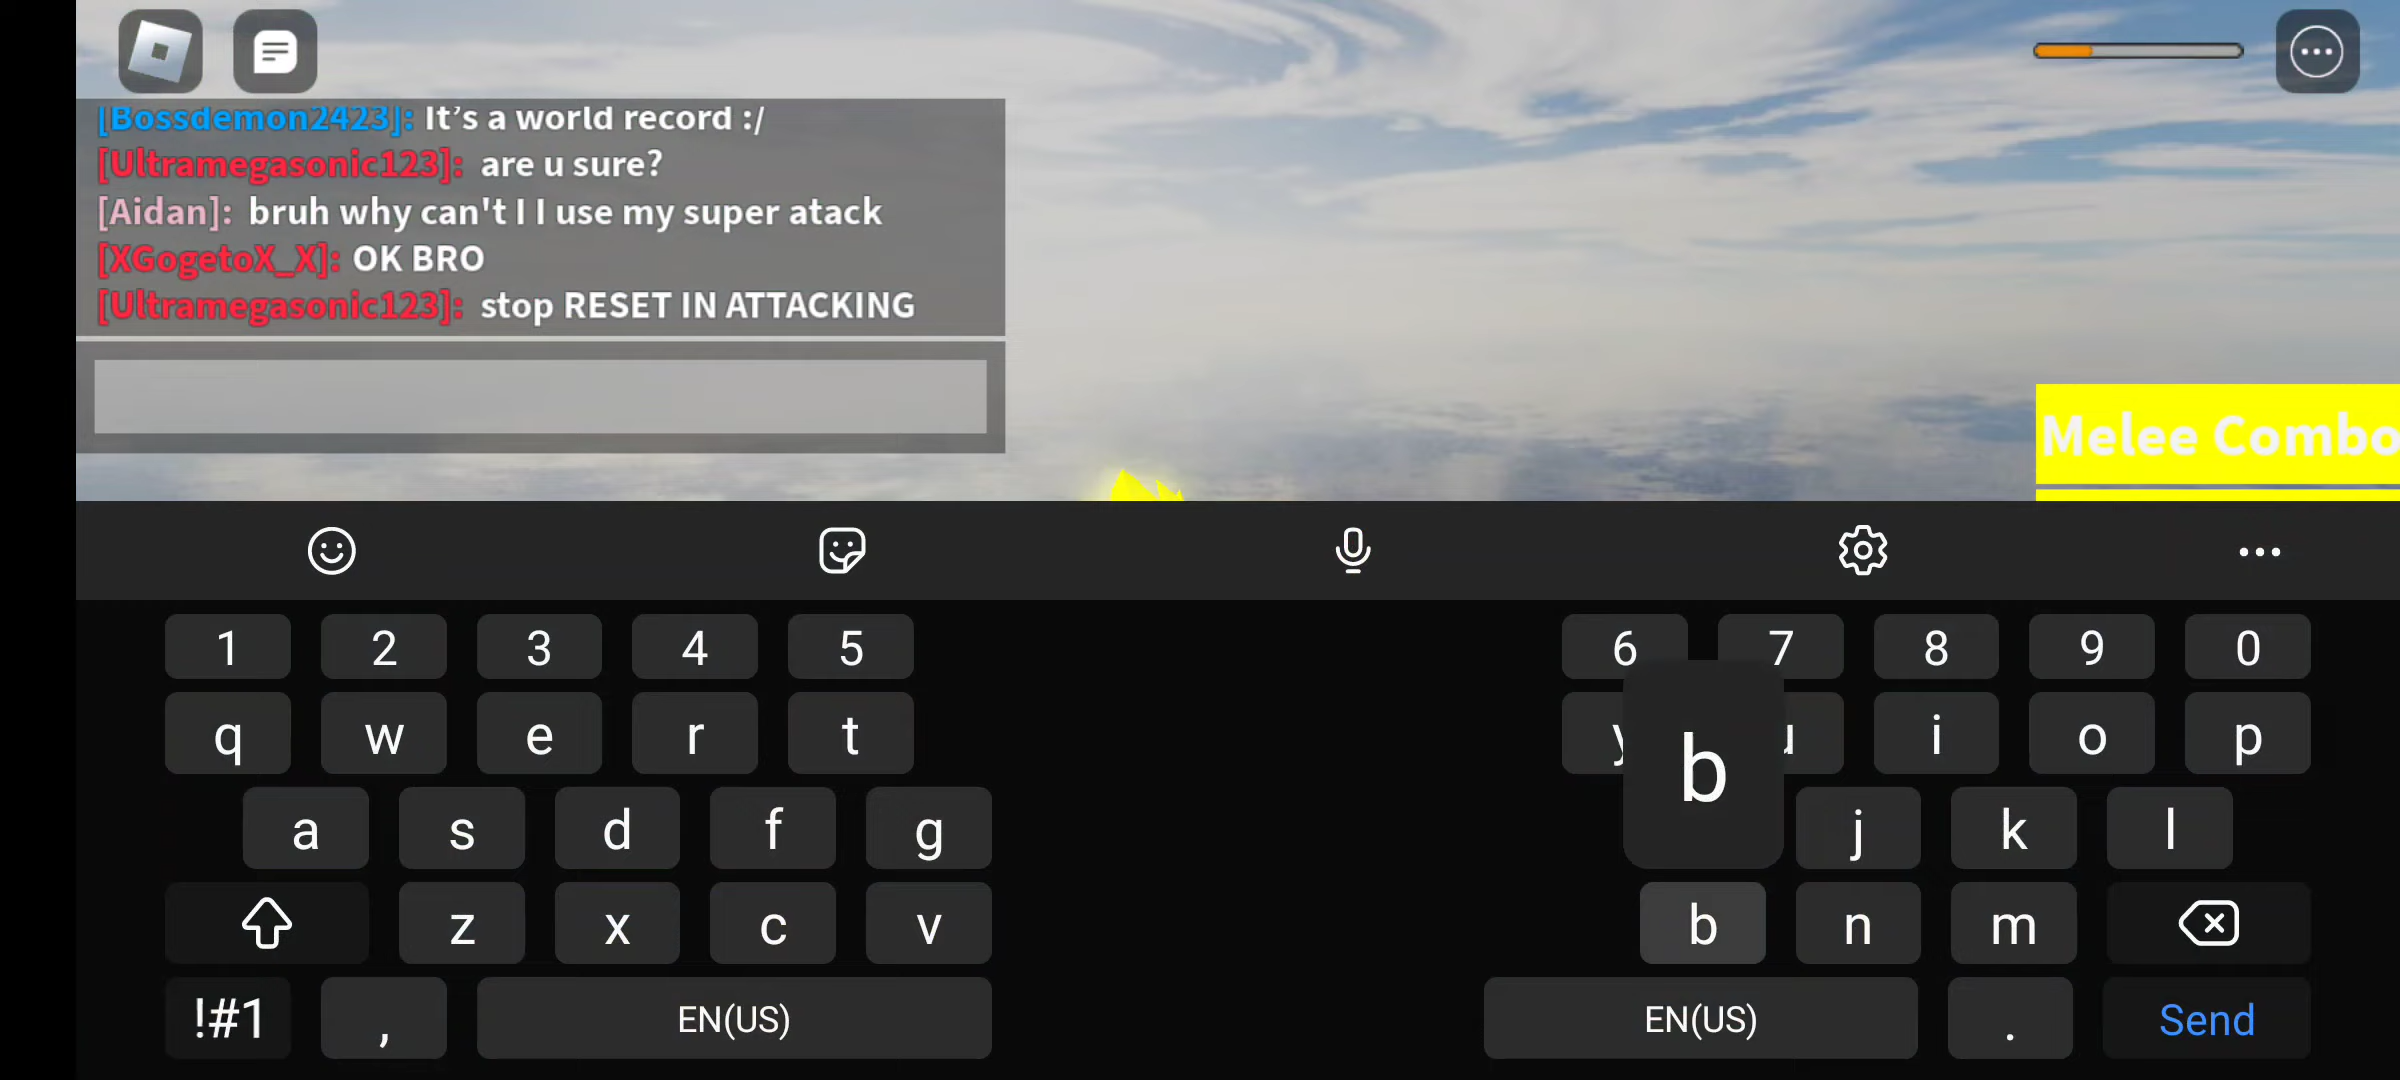 [Bossdemon2423]: It’s a world record :/
[Ultramegasonic123]: are u sure?
[Aidan]: bruh why can't I I use my super atack
[XGogetoX_X]: OK BRO
[Ultramegasonic123]: stop RESET IN ATTACKING
Melee Combo
1 2 3 4 5 6 7 8 9 0
q w e r t y u i o p
b
a s d f g j k l
z x c v b n m
!#1 , EN(US) EN(US) . Send